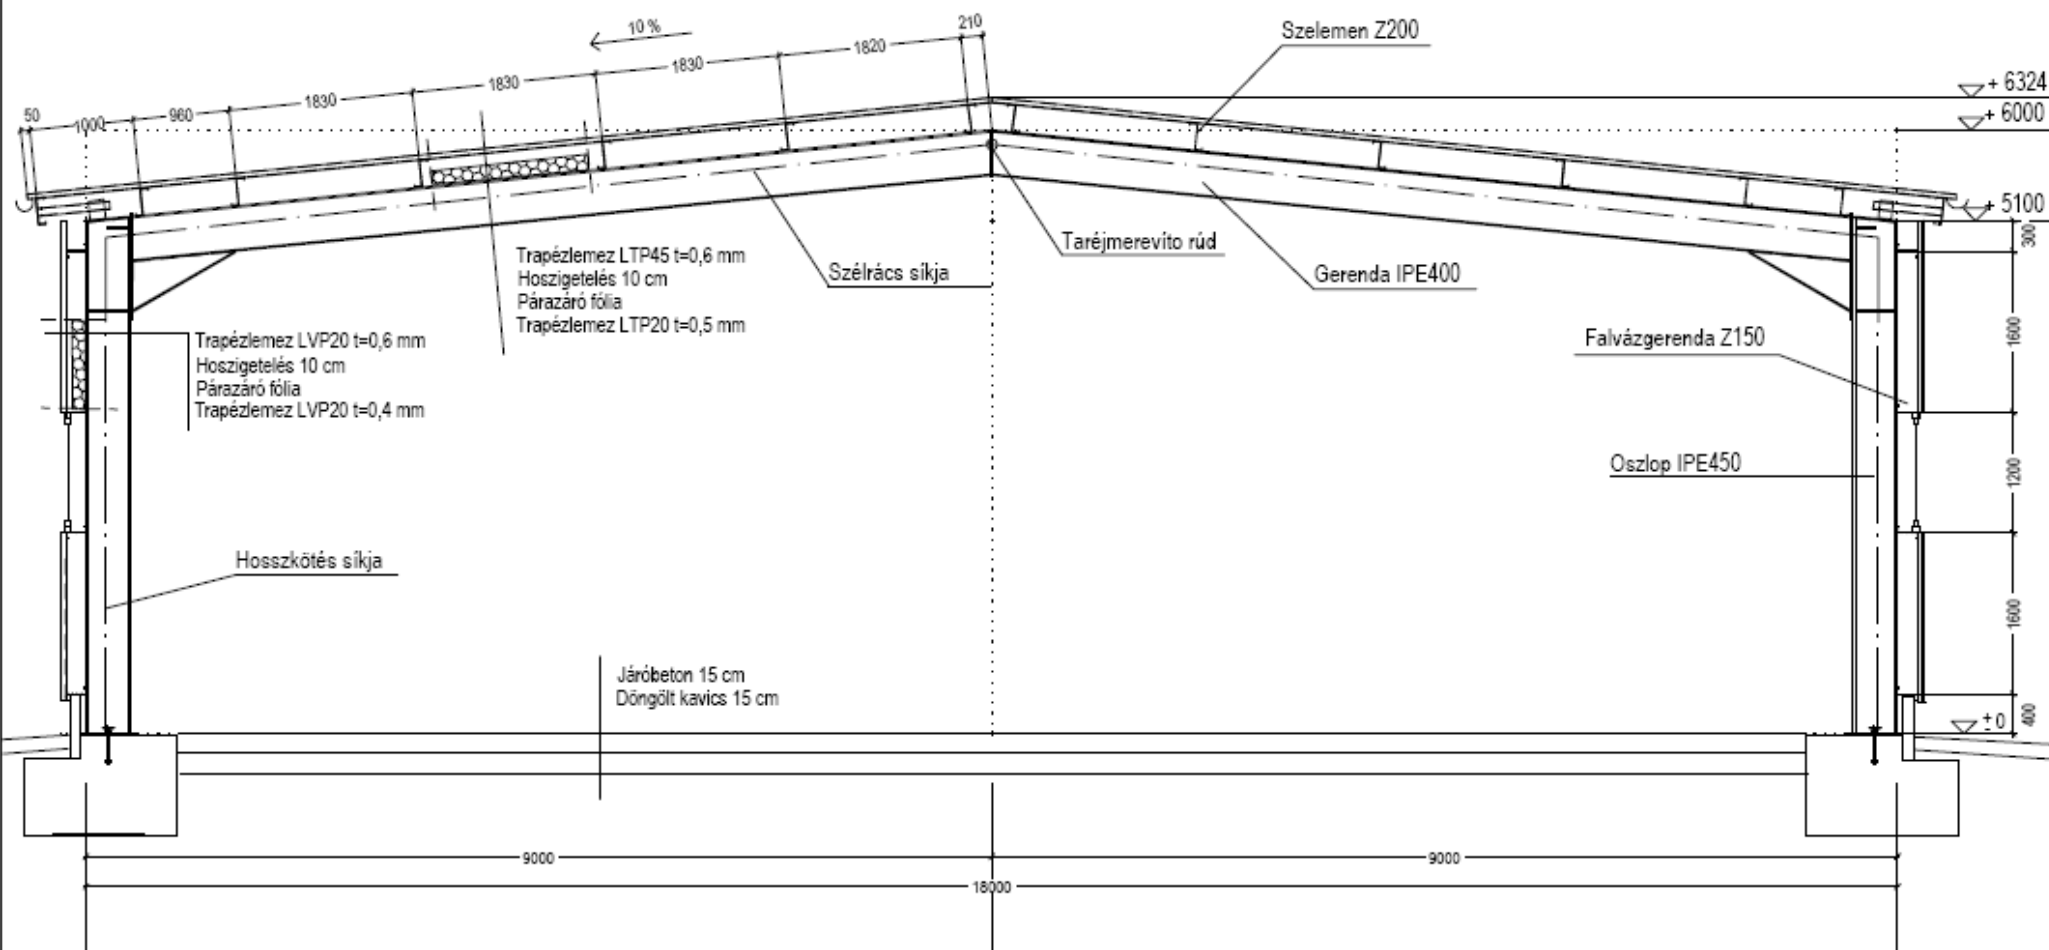 10 %
210
1820
1830
1830
1830
960
1000
50
Szelemen Z200
+ 6324
+ 6000
+ 5100
300
Taréjmerevíto rúd
Trapézlemez LTP45 t=0,6 mm
Hoszigetelés 10 cm
Párazáró fólia
Trapézlemez LTP20 t=0,5 mm
Szélrács síkja
Gerenda IPE400
Trapézlemez LVP20 t=0,6 mm
Hoszigetelés 10 cm
Párazáró fólia
Trapézlemez LVP20 t=0,4 mm
Falvázgerenda Z150
1600
Oszlop IPE450
1200
Hosszkötés síkja
1600
Járóbeton 15 cm
Döngölt kavics 15 cm
±0
400
9000
9000
18000